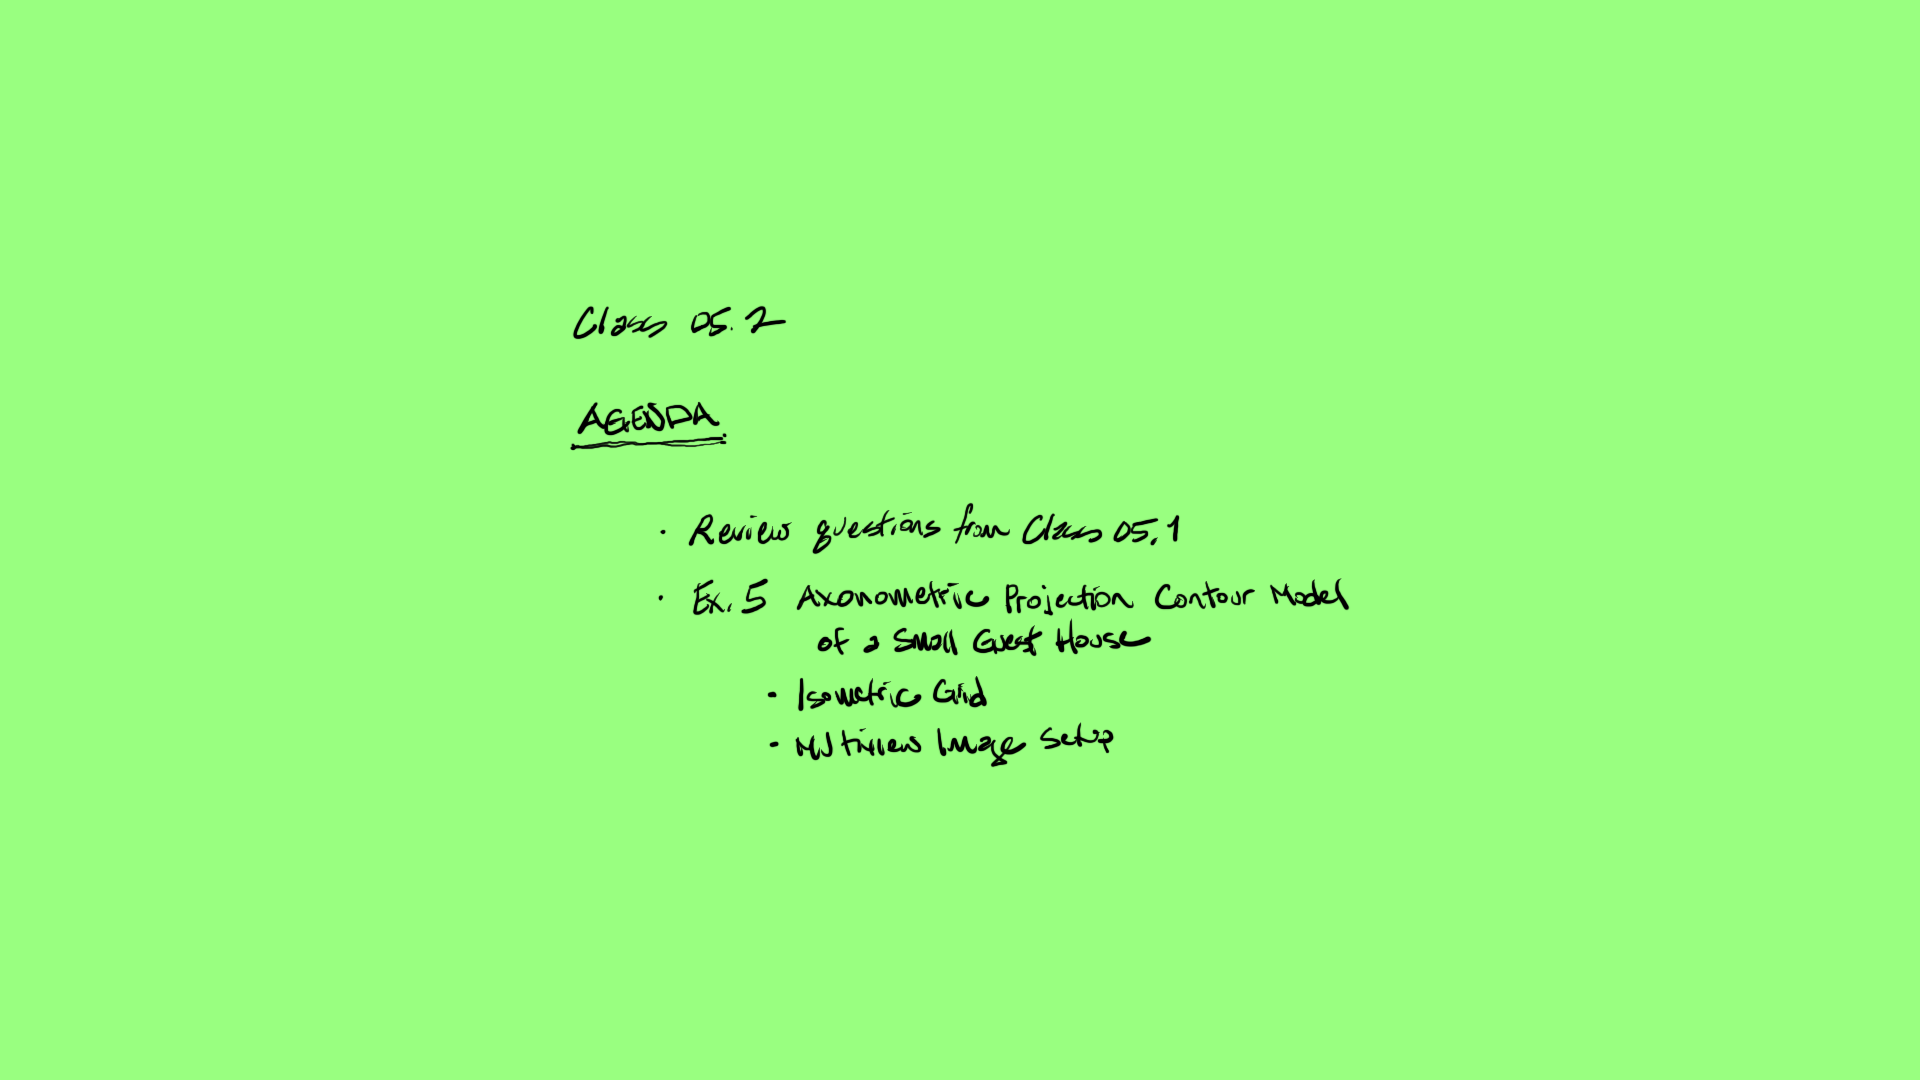 Class 05.2
AGENDA
· Review questions from Class 05.1
· Ex. 5 Axonometric Projection Contour Model
of a Small Guest House
· Isometric Grid
· Multiview Image Setup